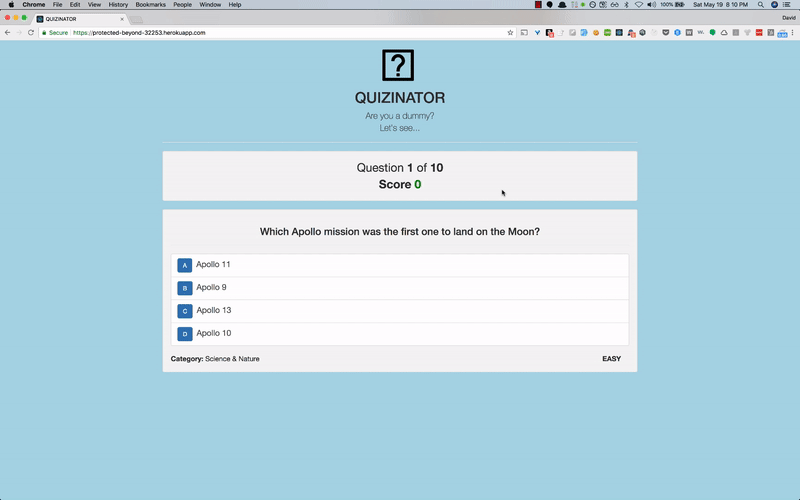 Chrome File Edit View History Bookmarks People Window Help 100% Sat May 19 8:10 PM
QUIZINATOR David
Secure https://protected-beyond-32253.herokuapp.com
?
QUIZINATOR
Are you a dummy?
Let's see...
Question 1 of 10
Score 0
Which Apollo mission was the first one to land on the Moon?
A Apollo 11
B Apollo 9
C Apollo 13
D Apollo 10
Category: Science & Nature EASY